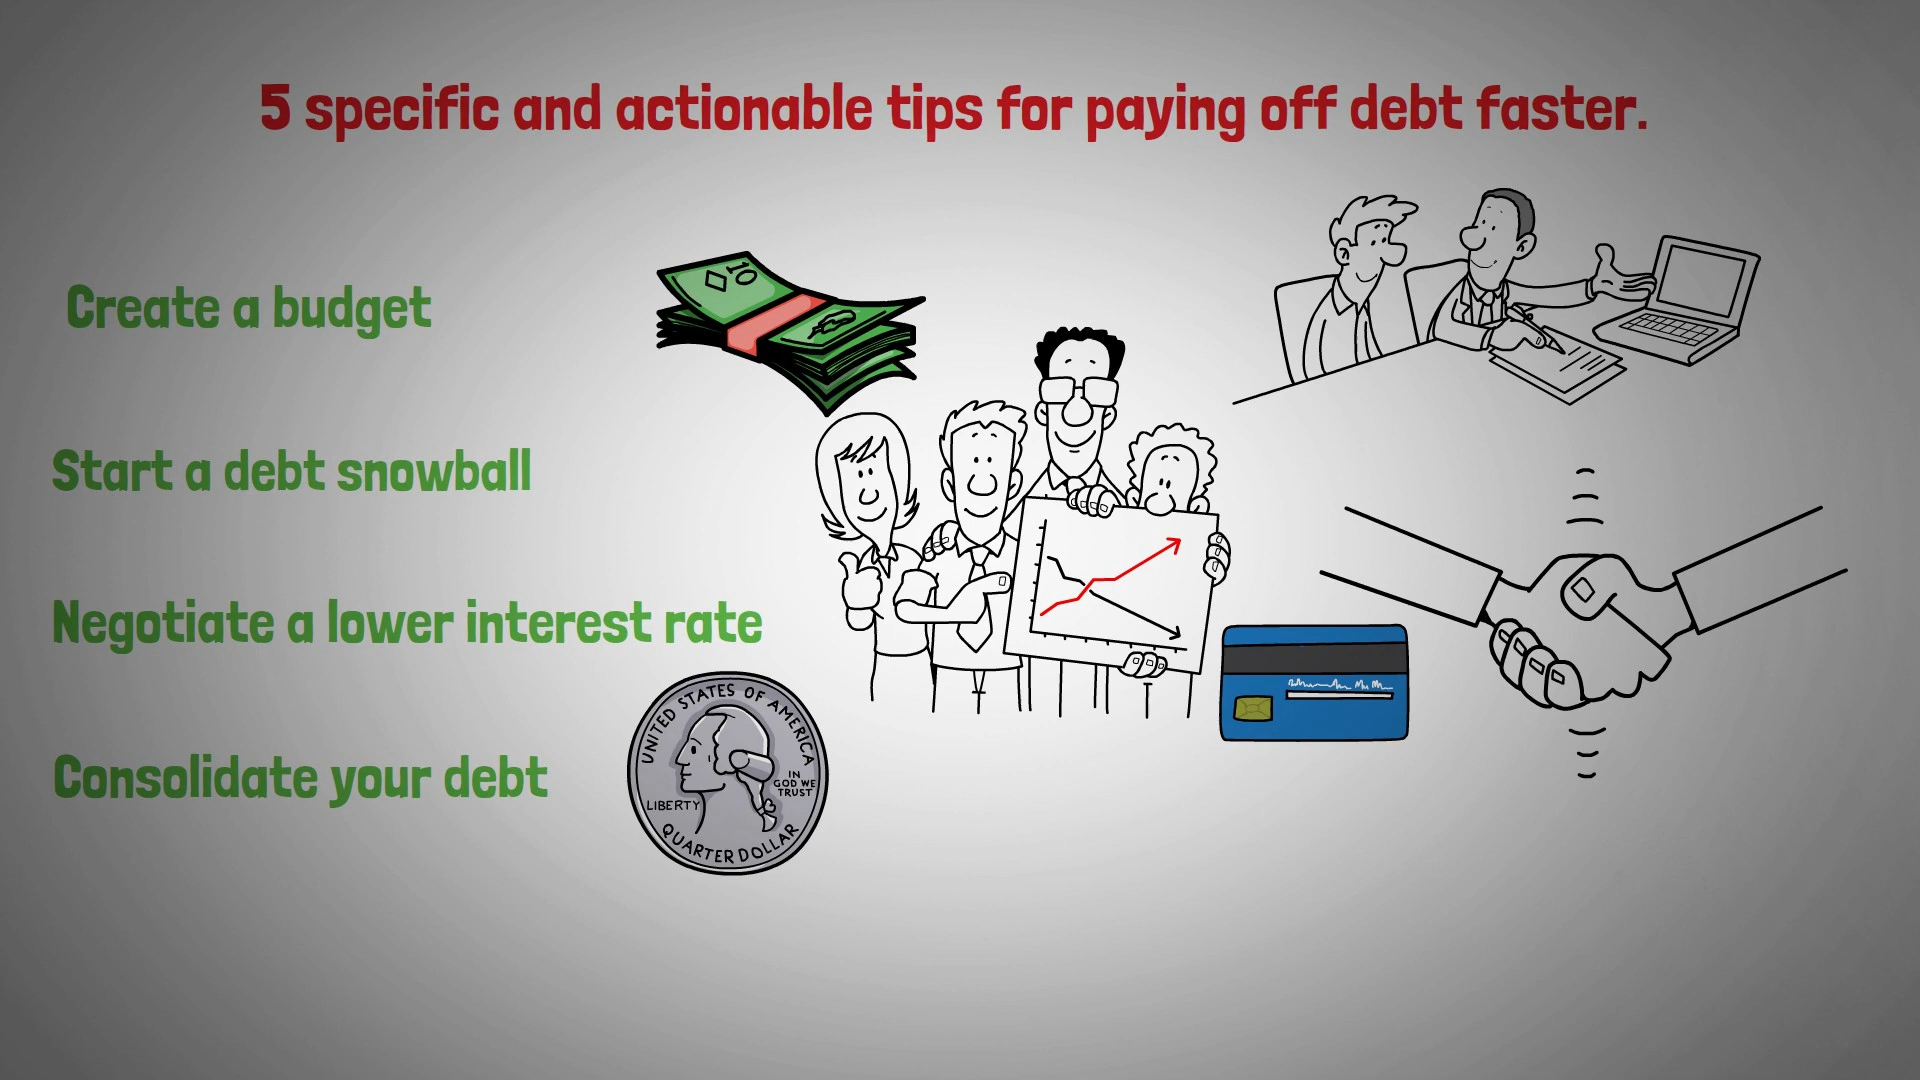 5 specific and actionable tips for paying off debt faster.
Create a budget
10
Start a debt snowball
Negotiate a lower interest rate
Consolidate your debt
UNITED STATES OF AMERICA
IN
GOD WE
TRUST
LIBERTY
QUARTER DOLLAR